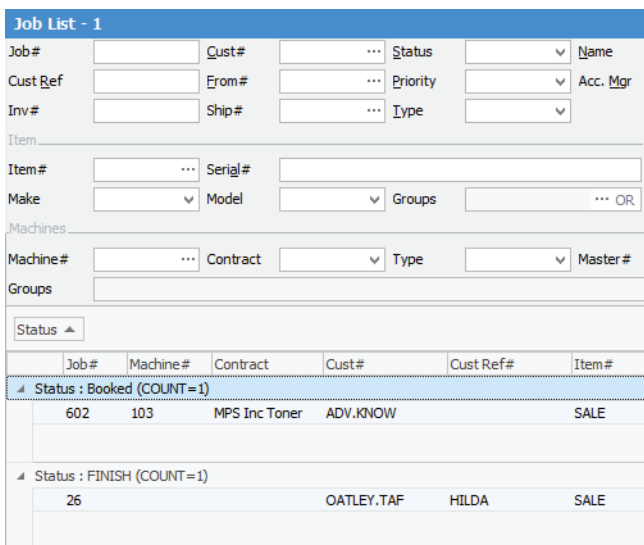 Job List - 1
Job# Cust# ... Status Name
Cust Ref From# ... Priority Acc. Mgr
Inv# Ship# ... Type
Item
Item# ... Serial#
Make Model Groups ... OR
Machines
Machine# ... Contract Type Master#
Groups
Status
Job# Machine# Contract Cust# Cust Ref# Item#
Status : Booked (COUNT=1)
602 103 MPS Inc Toner ADV.KNOW SALE
Status : FINISH (COUNT=1)
26 OATLEY.TAF HILDA SALE